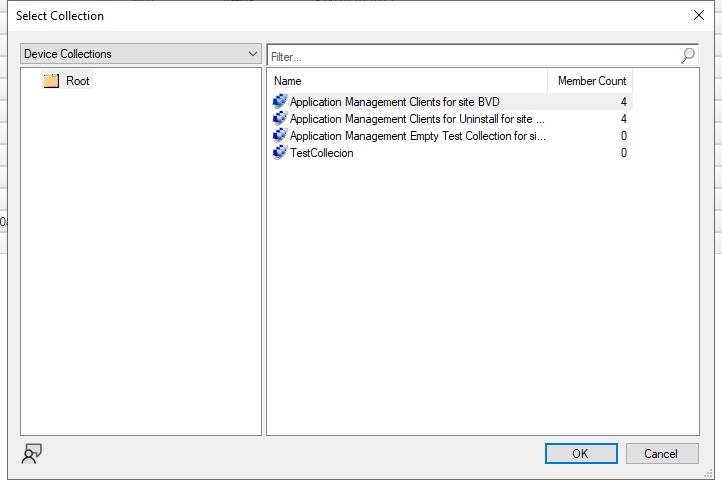 Select Collection
Device Collections
Filter...
Root
Name Member Count
Application Management Clients for site BVD 4
Application Management Clients for Uninstall for site ... 4
Application Management Empty Test Collection for si... 0
TestCollecion 0
OK Cancel